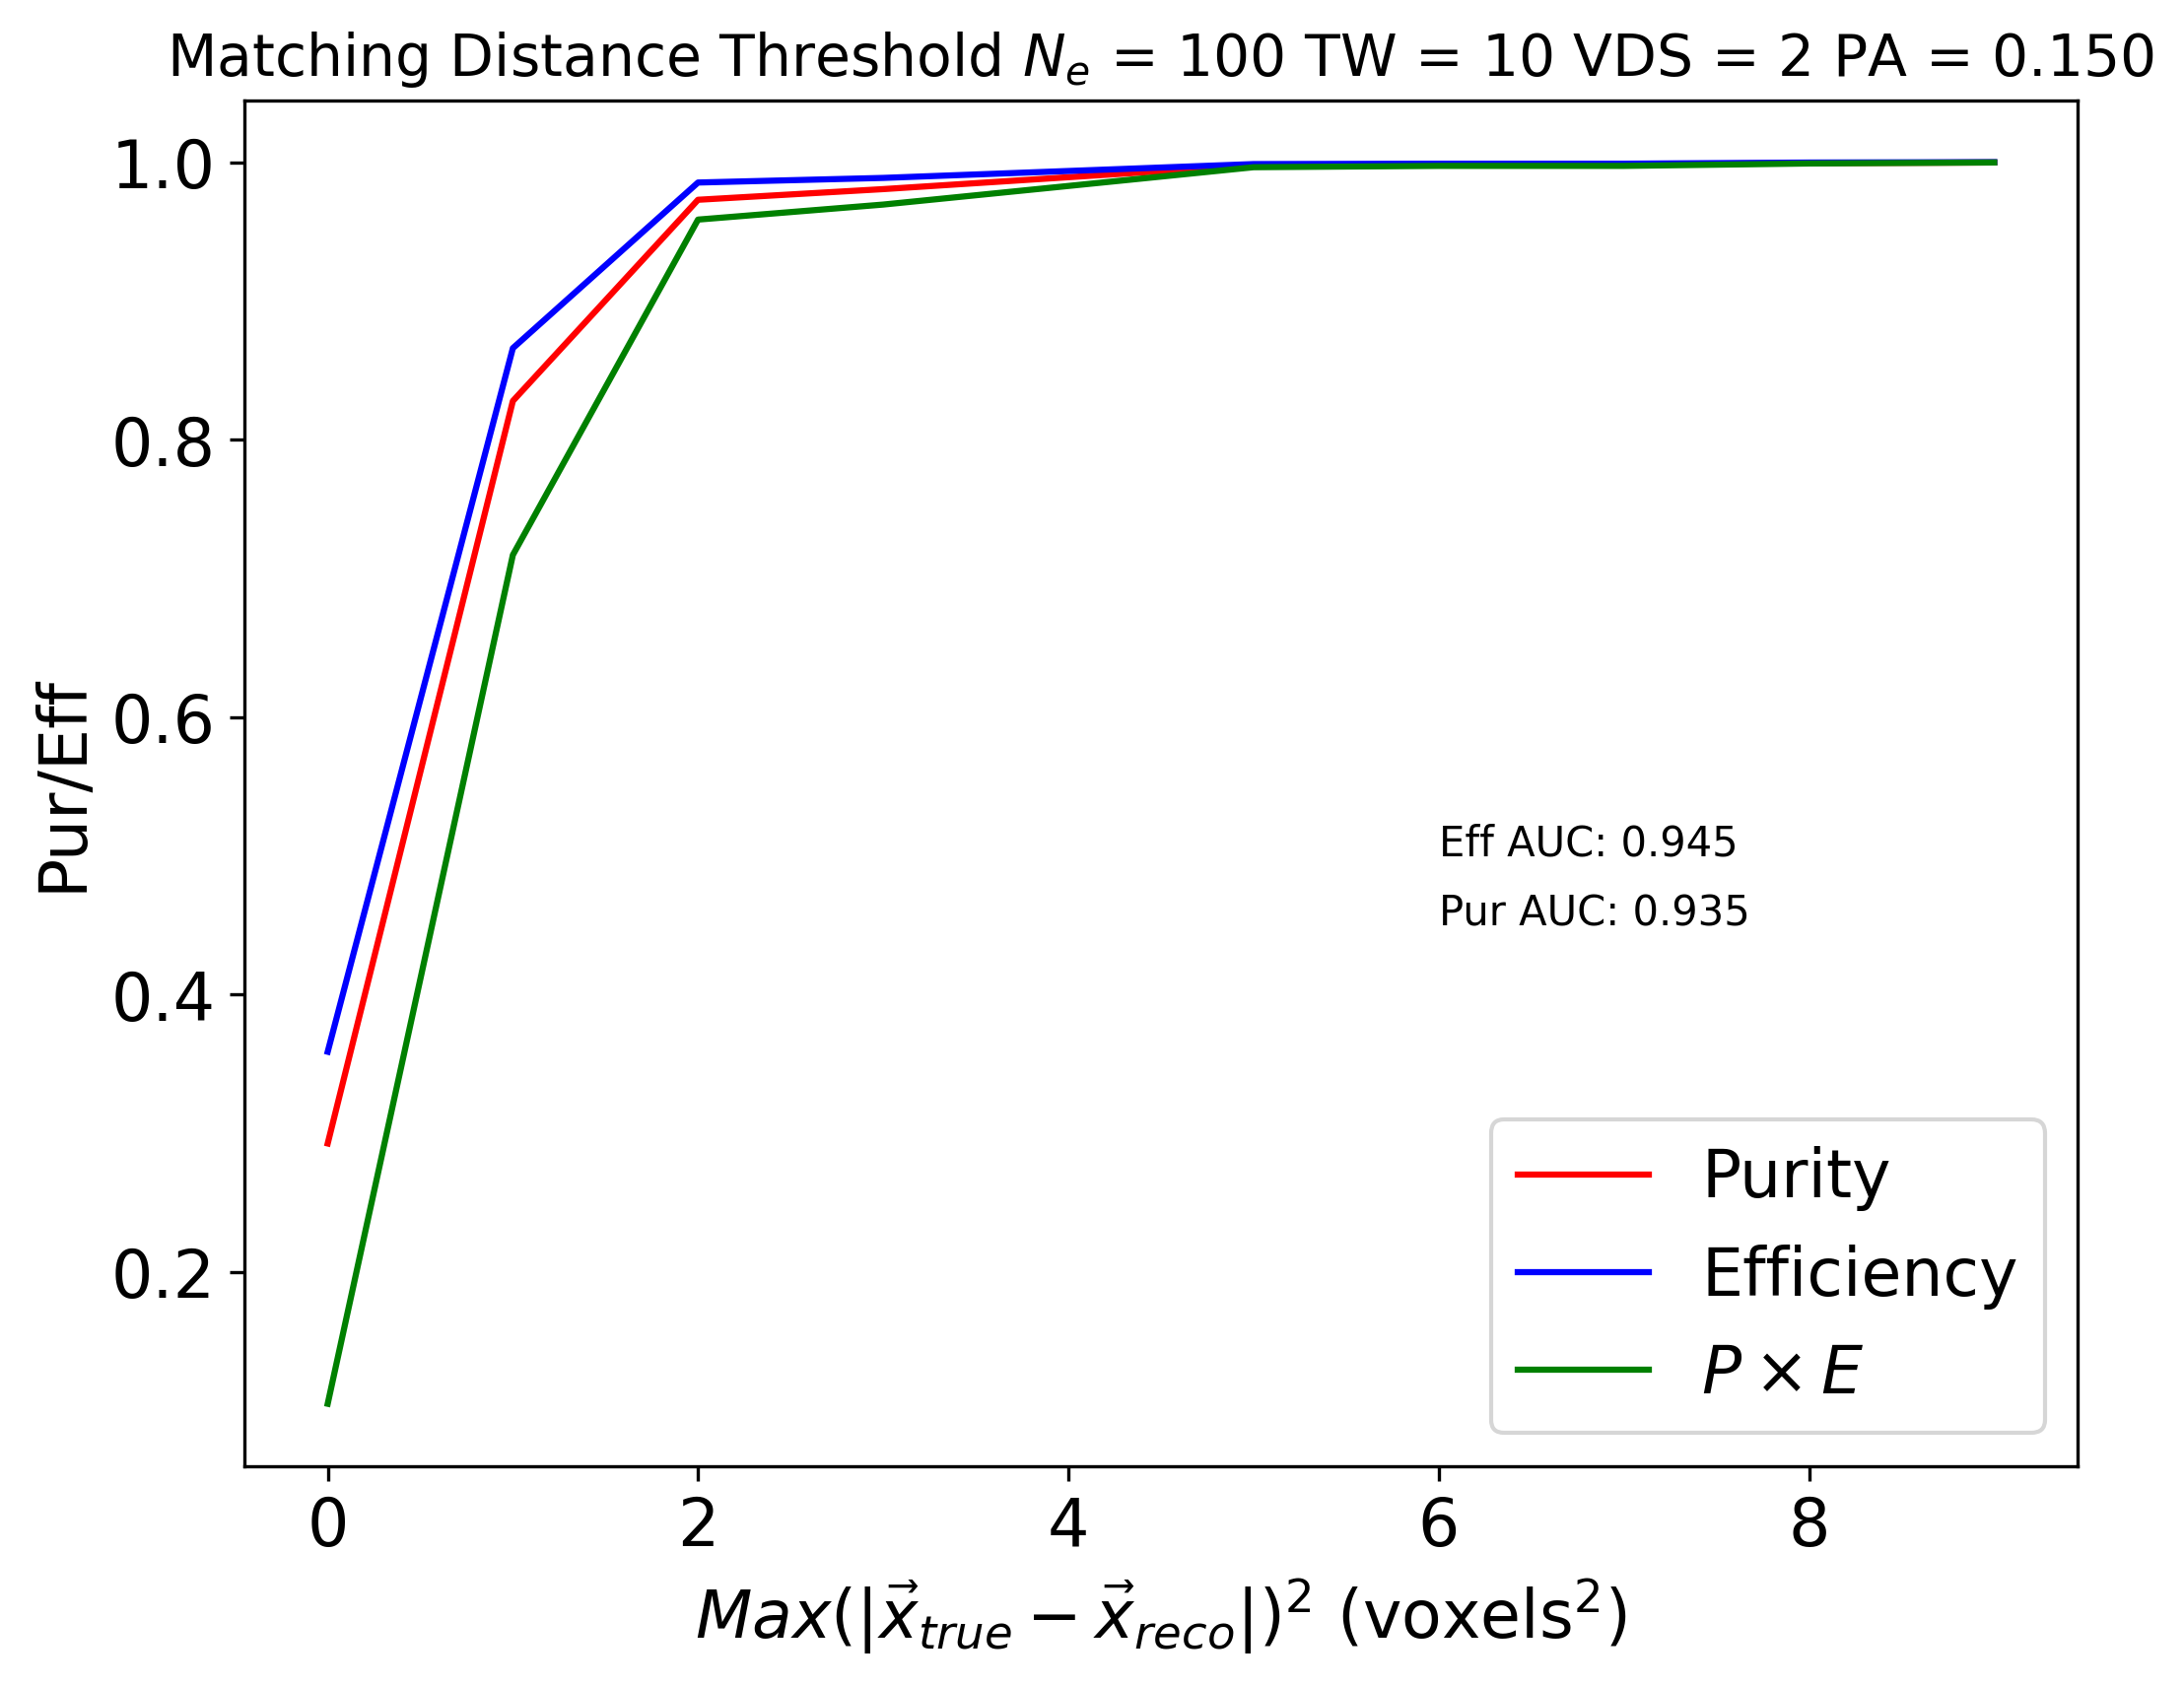 Matching Distance Threshold Nₑ = 100 TW = 10 VDS = 2 PA = 0.150
Pur/Eff
1.0
0.8
0.6
0.4
0.2
Eff AUC: 0.945
Pur AUC: 0.935
Purity
Efficiency
P × E
0 2 4 6 8
Max(|x⃗_true − x⃗_reco|)² (voxels²)